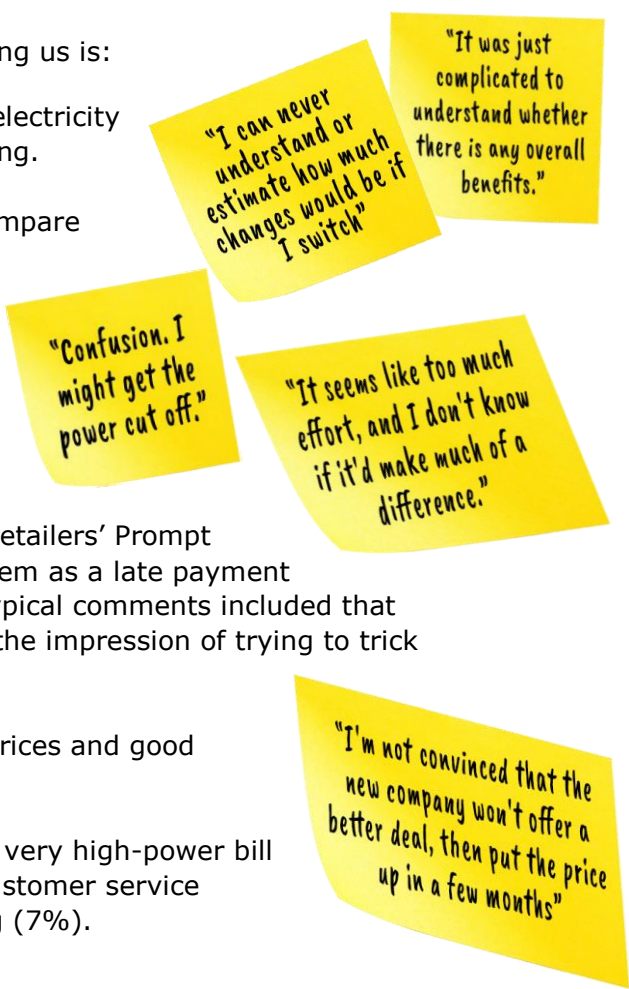 ng us is:
electricity
ng.
mpare
"I can never
understand or
estimate how much
changes would be if
I switch"
"It was just
complicated to
understand whether
there is any overall
benefits."
"Confusion. I
might get the
power cut off."
"It seems like too much
effort, and I don't know
if it'd make much of a
difference."
etailers' Prompt
em as a late payment
ypical comments included that
the impression of trying to trick
rices and good
very high-power bill
stomer service
g (7%).
"I'm not convinced that the
new company won't offer a
better deal, then put the price
up in a few months"